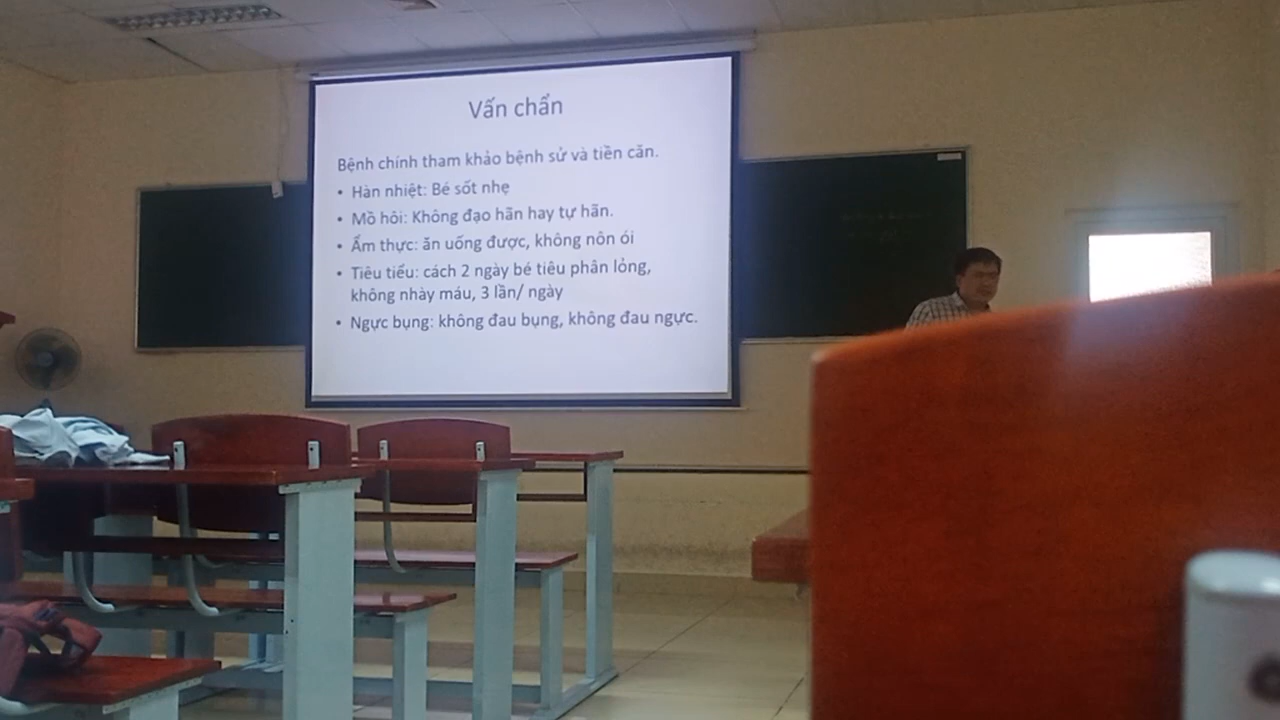 Vấn chẩn
Bệnh chính tham khảo bệnh sử và tiền căn.
• Hàn nhiệt: Bé sốt nhẹ
• Mồ hôi: Không đạo hãn hay tự hãn.
• Ẩm thực: ăn uống được, không nôn ói
• Tiêu tiểu: cách 2 ngày bé tiêu phân lỏng,
không nhày máu, 3 lần/ ngày
• Ngực bụng: không đau bụng, không đau ngực.